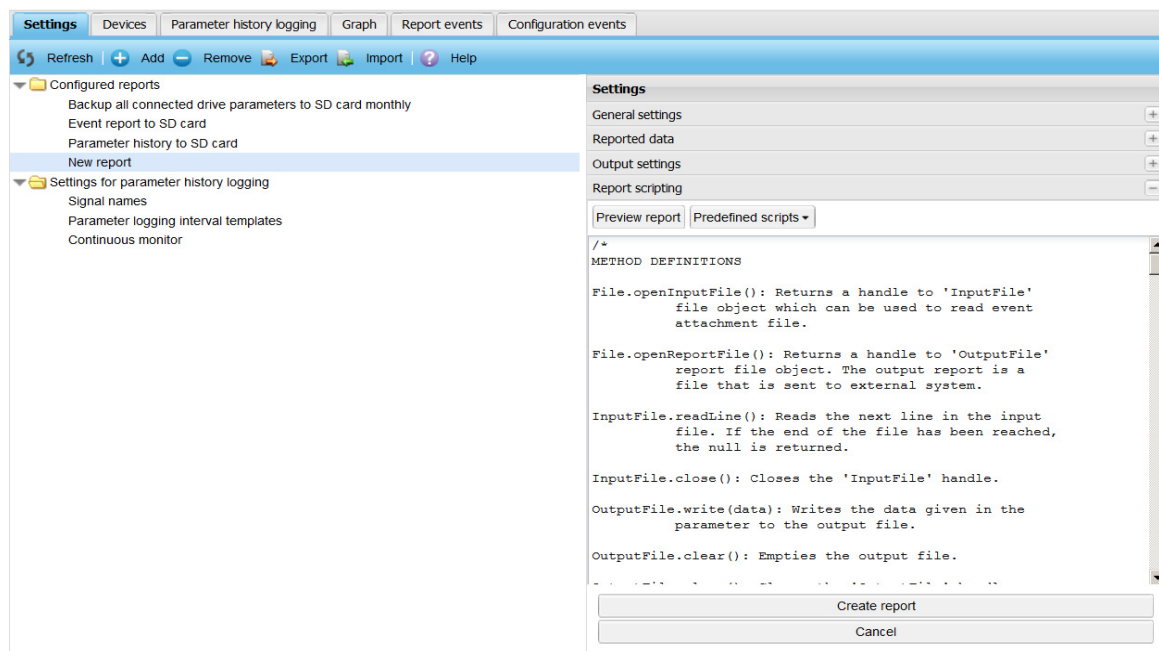 Settings Devices Parameter history logging Graph Report events Configuration events
Refresh Add Remove Export Import ? Help
Configured reports
Backup all connected drive parameters to SD card monthly
Event report to SD card
Parameter history to SD card
New report
Settings for parameter history logging
Signal names
Parameter logging interval templates
Continuous monitor
Settings
General settings
Reported data
Output settings
Report scripting
Preview report Predefined scripts
/*
METHOD DEFINITIONS
File.openInputFile(): Returns a handle to 'InputFile'
file object which can be used to read event
attachment file.
File.openReportFile(): Returns a handle to 'OutputFile'
report file object. The output report is a
file that is sent to external system.
InputFile.readLine(): Reads the next line in the input
file. If the end of the file has been reached,
the null is returned.
InputFile.close(): Closes the 'InputFile' handle.
OutputFile.write(data): Writes the data given in the
parameter to the output file.
OutputFile.clear(): Empties the output file.
Create report
Cancel